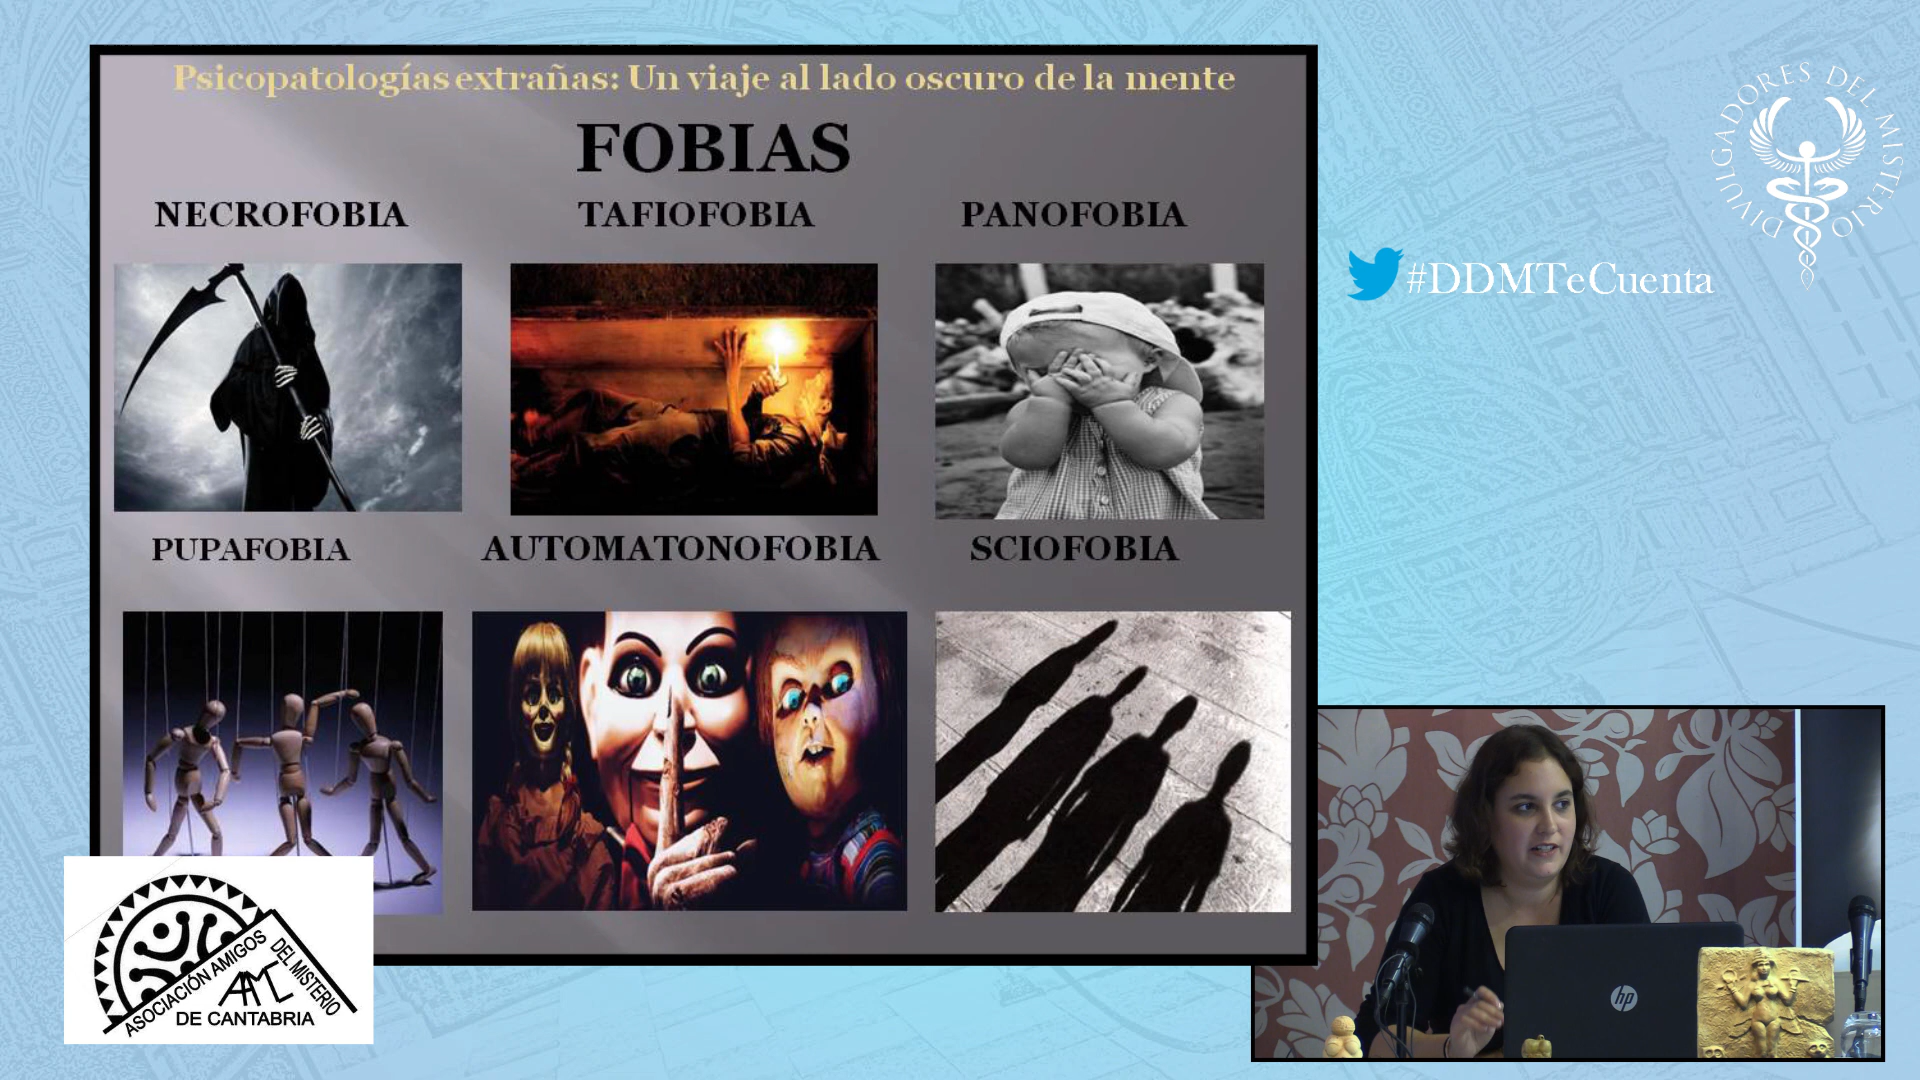 Psicopatologías extrañas: Un viaje al lado oscuro de la mente
FOBIAS
NECROFOBIA
TAFIOFOBIA
PANOFOBIA
PUPAFOBIA
AUTOMATONOFOBIA
SCIOFOBIA
DIVULGADORES DEL MISTERIO
#DDMTeCuenta
ASOCIACIÓN AMIGOS DEL MISTERIO
AMC
DE CANTABRIA
hp